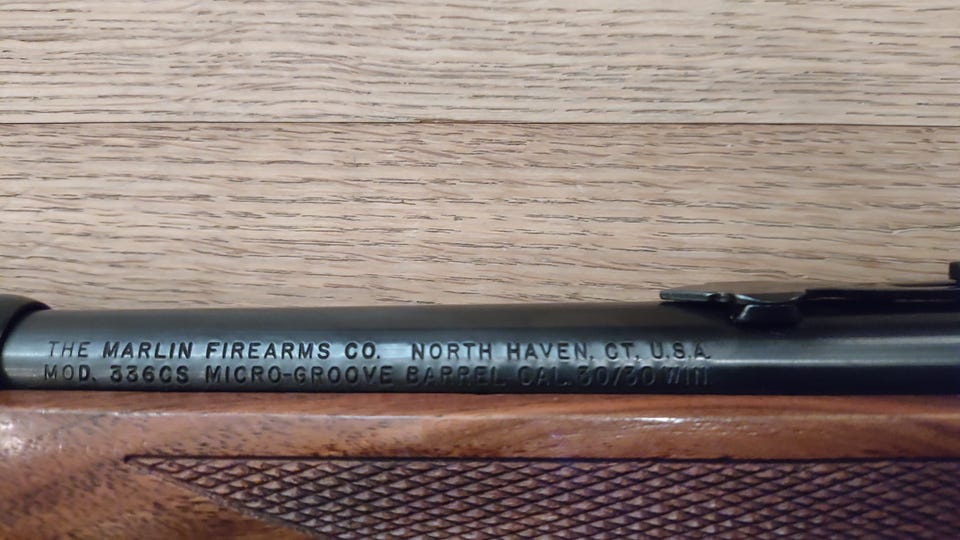 THE MARLIN FIREARMS CO. NORTH HAVEN, CT. U.S.A.
MOD. 336CS MICRO-GROOVE BARREL CAL. 30/30 WIN